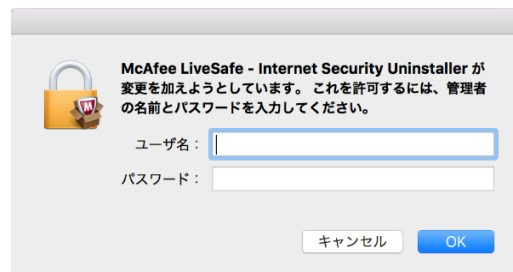 McAfee LiveSafe - Internet Security Uninstaller が
変更を加えようとしています。 これを許可するには、管理者
の名前とパスワードを入力してください。
ユーザ名：
パスワード：
キャンセル
OK